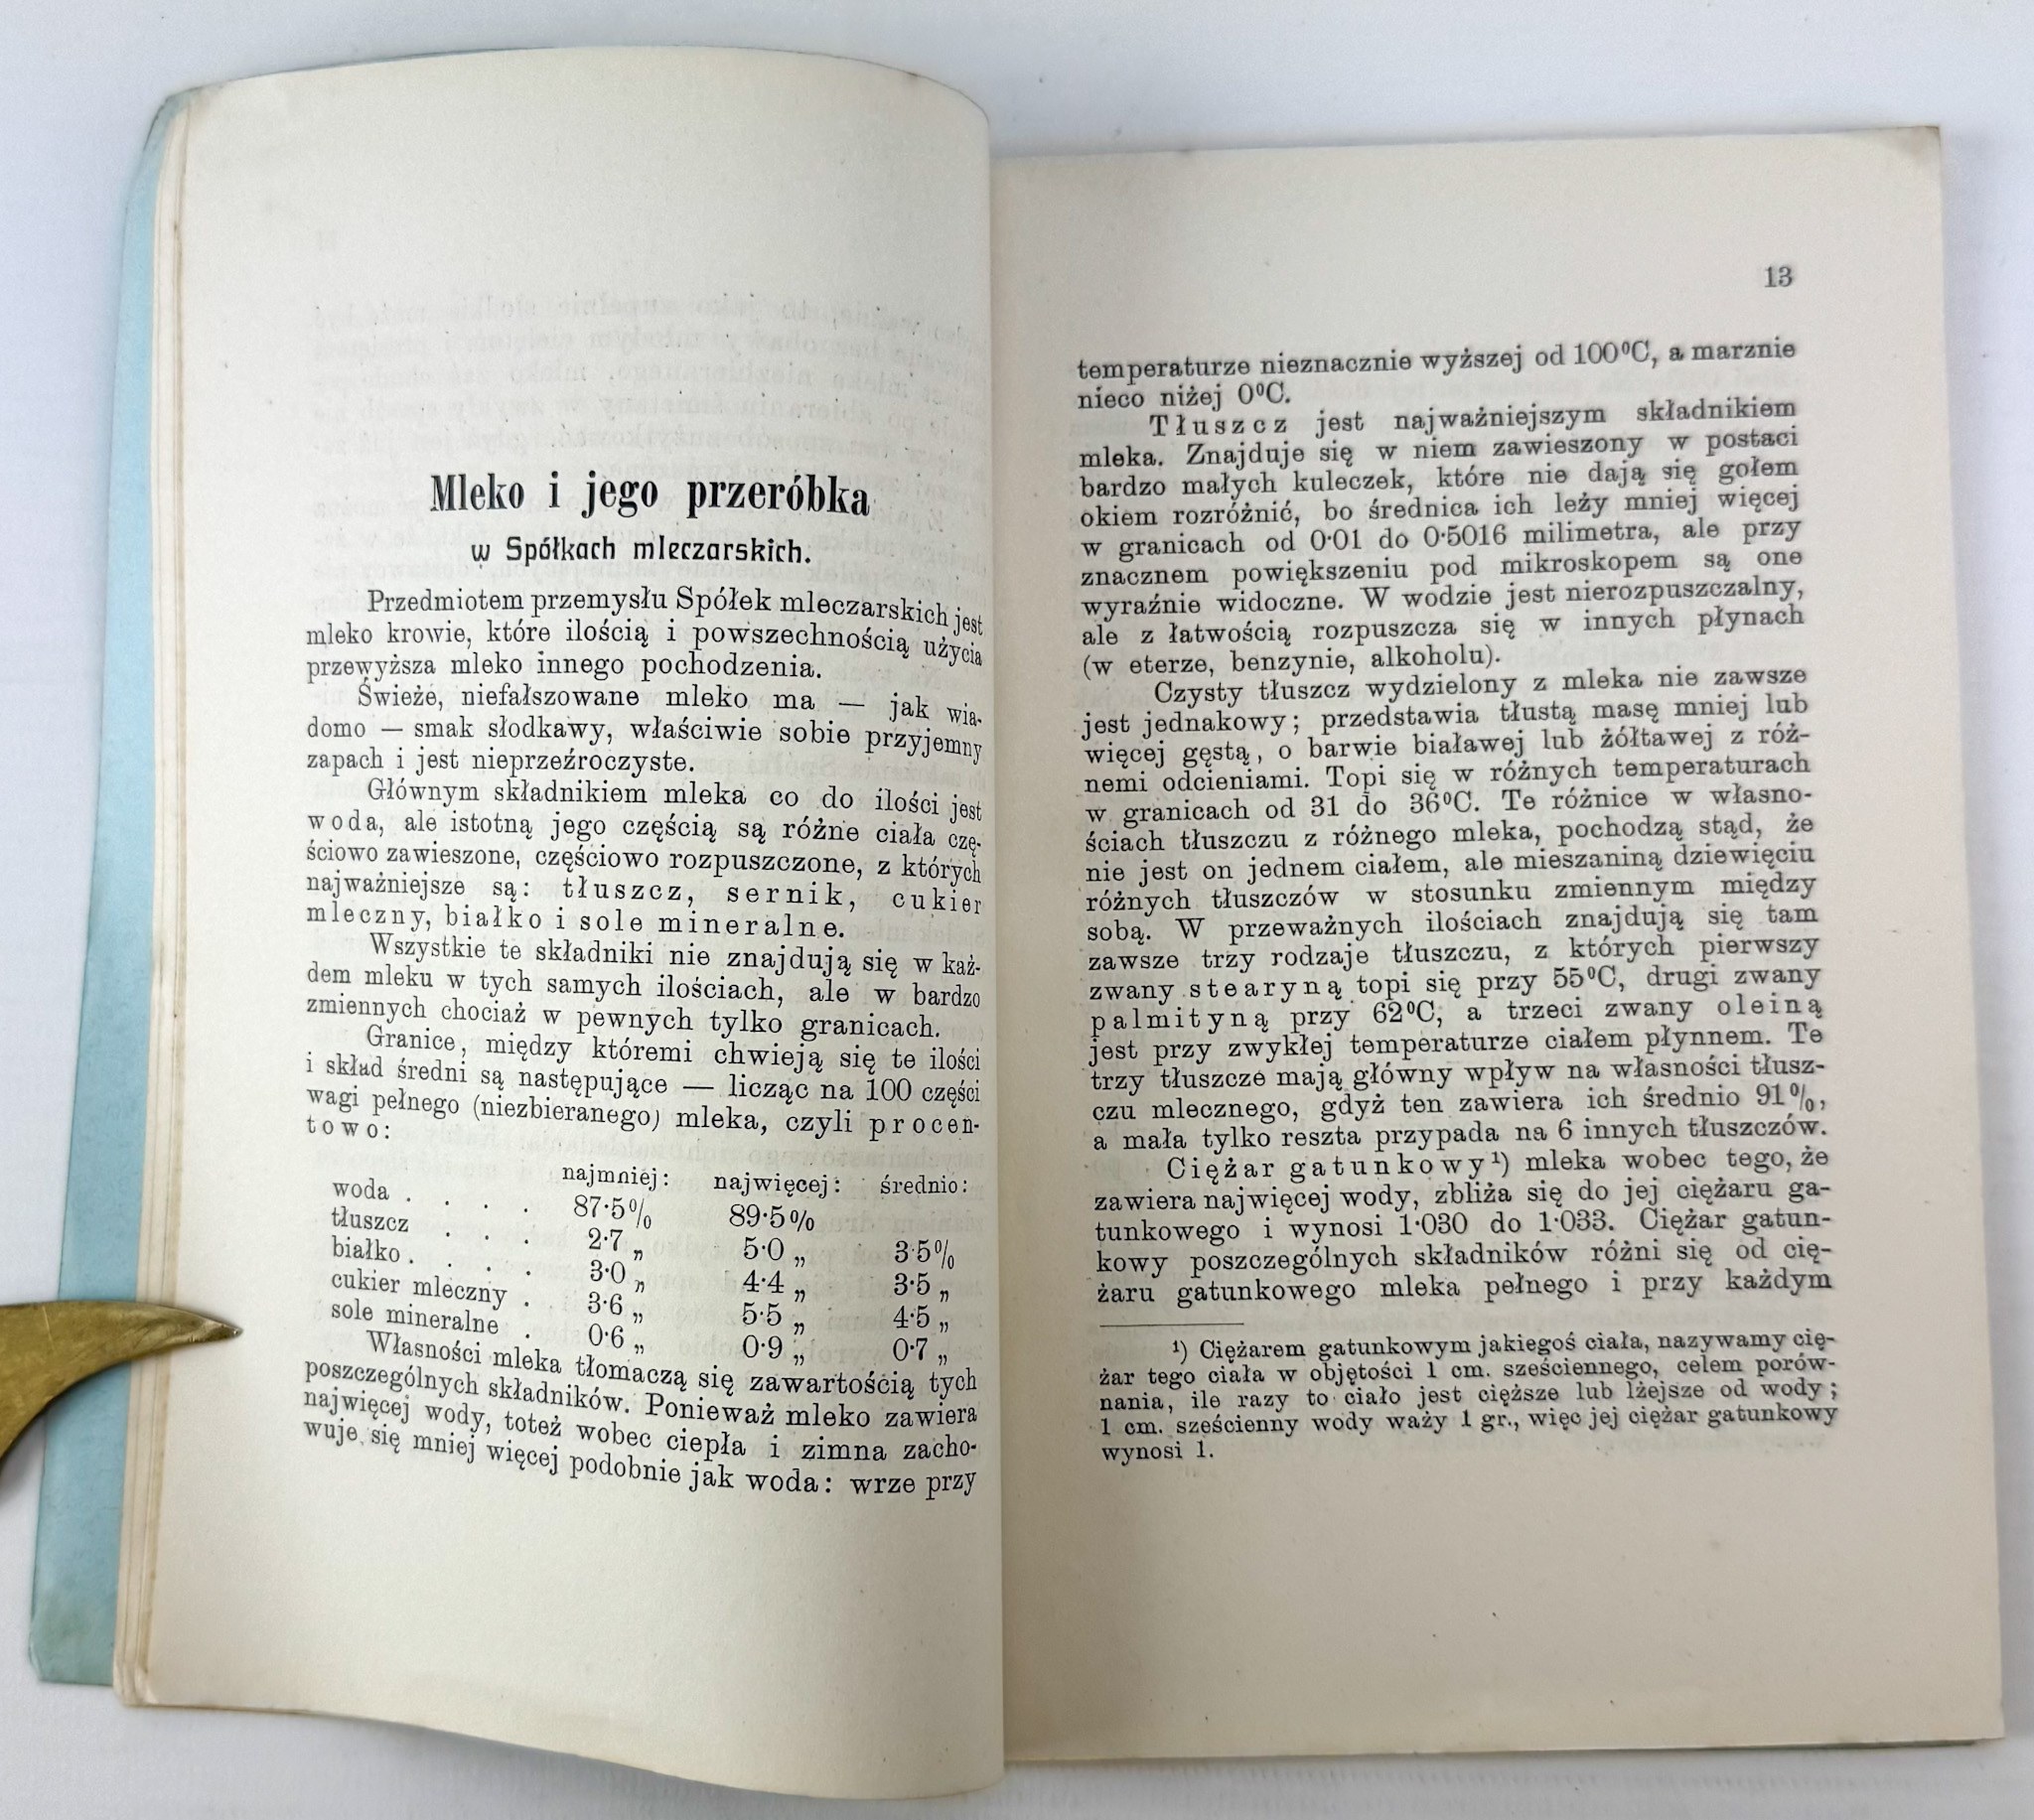 Mleko i jego przeróbka
w Spółkach mleczarskich.
Przedmiotem przemysłu Spółek mleczarskich jest
mleko krowie, które ilością i powszechnością użycia
przewyższa mleko innego pochodzenia.
Świeże, niefałszowane mleko ma — jak wia-
domo — smak słodkawy, właściwie sobie przyjemny
zapach i jest nieprzeźroczyste.
Głównym składnikiem mleka co do ilości jest
woda, ale istotną jego częścią są różne ciała czę-
ściowo zawieszone, częściowo rozpuszczone, z których
najważniejsze są: tłuszcz, sernik, cukier
mleczny, białko i sole mineralne.
Wszystkie te składniki nie znajdują się w każ-
dem mleku w tych samych ilościach, ale w bardzo
zmiennych chociaż w pewnych tylko granicach.
Granice, między któremi chwieją się te ilości
i skład średni są następujące — licząc na 100 części
wagi pełnego (niezbieranego) mleka, czyli procen-
towo:
najmniej: najwięcej: średnio:
woda . . . . 87·5% 89·5%
tłuszcz . . . 2·7 „ 5·0 „ 3·5%
białko . . . . 3·0 „ 4·4 „ 3·5 „
cukier mleczny . 3·6 „ 5·5 „ 4·5 „
sole mineralne . 0·6 „ 0·9 „ 0·7 „
Własności mleka tłomaczą się zawartością tych
poszczególnych składników. Ponieważ mleko zawiera
najwięcej wody, toteż wobec ciepła i zimna zacho-
wuje się mniej więcej podobnie jak woda: wrze przy
13
temperaturze nieznacznie wyższej od 100°C, a marznie
nieco niżej 0°C.
Tłuszcz jest najważniejszym składnikiem
mleka. Znajduje się w niem zawieszony w postaci
bardzo małych kuleczek, które nie dają się gołem
okiem rozróżnić, bo średnica ich leży mniej więcej
w granicach od 0·01 do 0·5016 milimetra, ale przy
znacznem powiększeniu pod mikroskopem są one
wyraźnie widoczne. W wodzie jest nierozpuszczalny,
ale z łatwością rozpuszcza się w innych płynach
(w eterze, benzynie, alkoholu).
Czysty tłuszcz wydzielony z mleka nie zawsze
jest jednakowy; przedstawia tłustą masę mniej lub
więcej gęstą, o barwie białawej lub żółtawej z róż-
nemi odcieniami. Topi się w różnych temperaturach
w granicach od 31 do 36°C. Te różnice w własno-
ściach tłuszczu z różnego mleka, pochodzą stąd, że
nie jest on jednem ciałem, ale mieszaniną dziewięciu
różnych tłuszczów w stosunku zmiennym między
sobą. W przeważnych ilościach znajdują się tam
zawsze trzy rodzaje tłuszczu, z których pierwszy
zwany stearyną topi się przy 55°C, drugi zwany
palmityną przy 62°C, a trzeci zwany oleiną
jest przy zwykłej temperaturze ciałem płynnem. Te
trzy tłuszcze mają główny wpływ na własności tłusz-
czu mlecznego, gdyż ten zawiera ich średnio 91%,
a mała tylko reszta przypada na 6 innych tłuszczów.
Ciężar gatunkowy¹) mleka wobec tego, że
zawiera najwięcej wody, zbliża się do jej ciężaru ga-
tunkowego i wynosi 1·030 do 1·033. Ciężar gatun-
kowy poszczególnych składników różni się od cię-
żaru gatunkowego mleka pełnego i przy każdym
¹) Ciężarem gatunkowym jakiegoś ciała, nazywamy cię-
żar tego ciała w objętości 1 cm. sześciennego, celem porów-
nania, ile razy to ciało jest cięższe lub lżejsze od wody;
1 cm. sześcienny wody waży 1 gr., więc jej ciężar gatunkowy
wynosi 1.